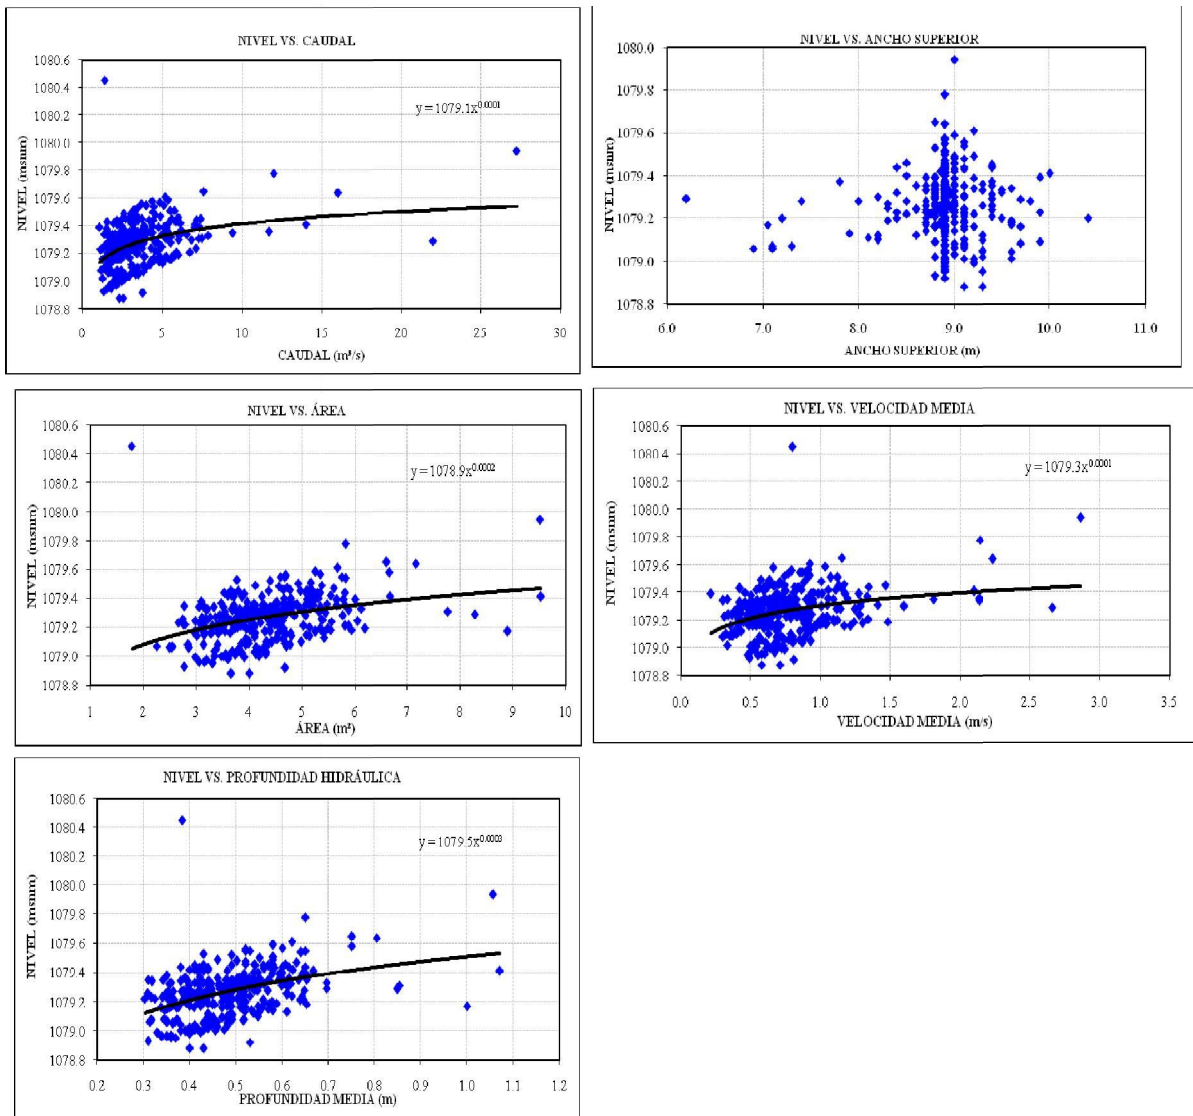 NIVEL VS. CAUDAL
1080.6
1080.4
1080.2
1080.0
1079.8
1079.6
1079.4
1079.2
1079.0
1078.8
NIVEL (msnm)
y = 1079.1x^0.0001
0 5 10 15 20 25 30
CAUDAL (m³/s)
NIVEL VS. ANCHO SUPERIOR
1080.0
1079.8
1079.6
1079.4
1079.2
1079.0
1078.8
NIVEL (msnm)
6.0 7.0 8.0 9.0 10.0 11.0
ANCHO SUPERIOR (m)
NIVEL VS. ÁREA
1080.6
1080.4
1080.2
1080.0
1079.8
1079.6
1079.4
1079.2
1079.0
1078.8
NIVEL (msnm)
y = 1078.9x^0.0002
1 2 3 4 5 6 7 8 9 10
ÁREA (m²)
NIVEL VS. VELOCIDAD MEDIA
1080.6
1080.4
1080.2
1080.0
1079.8
1079.6
1079.4
1079.2
1079.0
1078.8
NIVEL (msnm)
y = 1079.3x^0.0001
0.0 0.5 1.0 1.5 2.0 2.5 3.0 3.5
VELOCIDAD MEDIA (m/s)
NIVEL VS. PROFUNDIDAD HIDRÁULICA
1080.6
1080.4
1080.2
1080.0
1079.8
1079.6
1079.4
1079.2
1079.0
1078.8
NIVEL (msnm)
y = 1079.5x^0.0003
0.2 0.3 0.4 0.5 0.6 0.7 0.8 0.9 1.0 1.1 1.2
PROFUNDIDAD MEDIA (m)